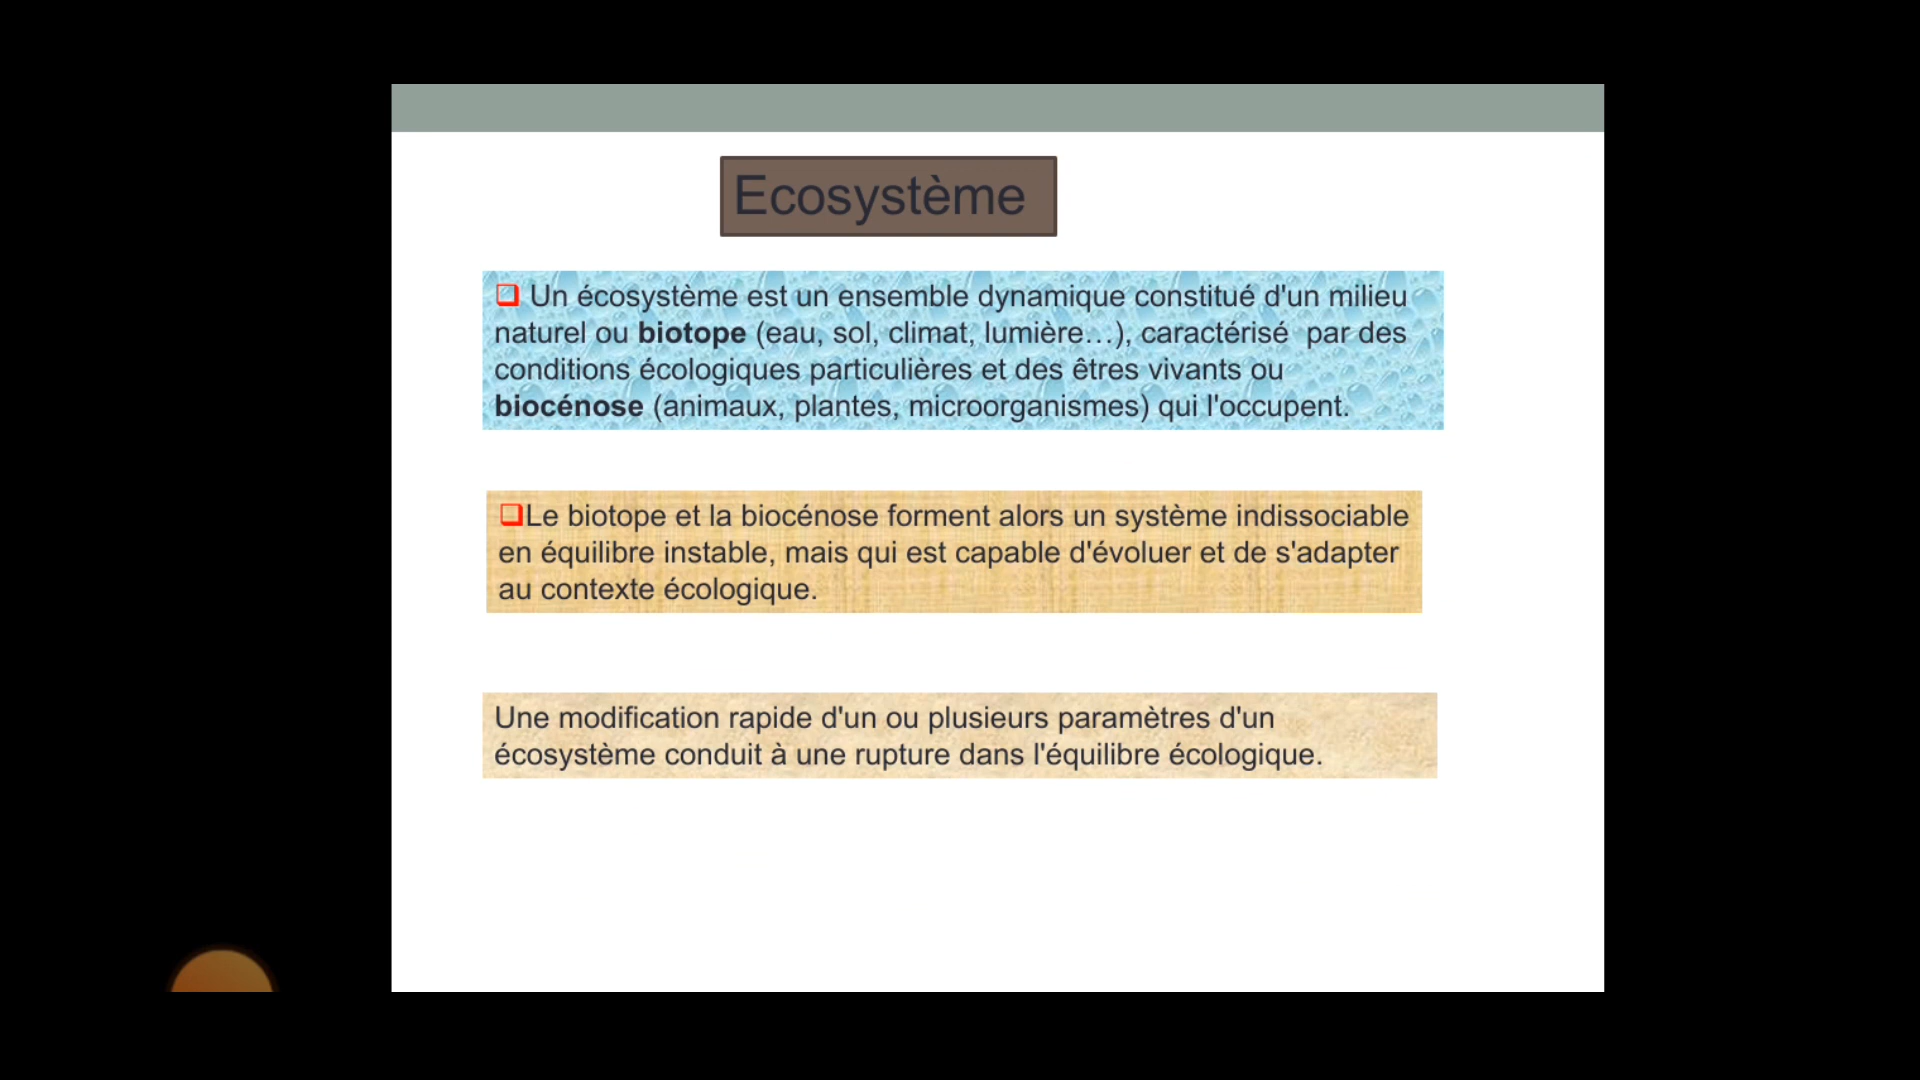 Ecosystème
Un écosystème est un ensemble dynamique constitué d'un milieu
naturel ou biotope (eau, sol, climat, lumière…), caractérisé par des
conditions écologiques particulières et des êtres vivants ou
biocénose (animaux, plantes, microorganismes) qui l'occupent.
Le biotope et la biocénose forment alors un système indissociable
en équilibre instable, mais qui est capable d'évoluer et de s'adapter
au contexte écologique.
Une modification rapide d'un ou plusieurs paramètres d'un
écosystème conduit à une rupture dans l'équilibre écologique.